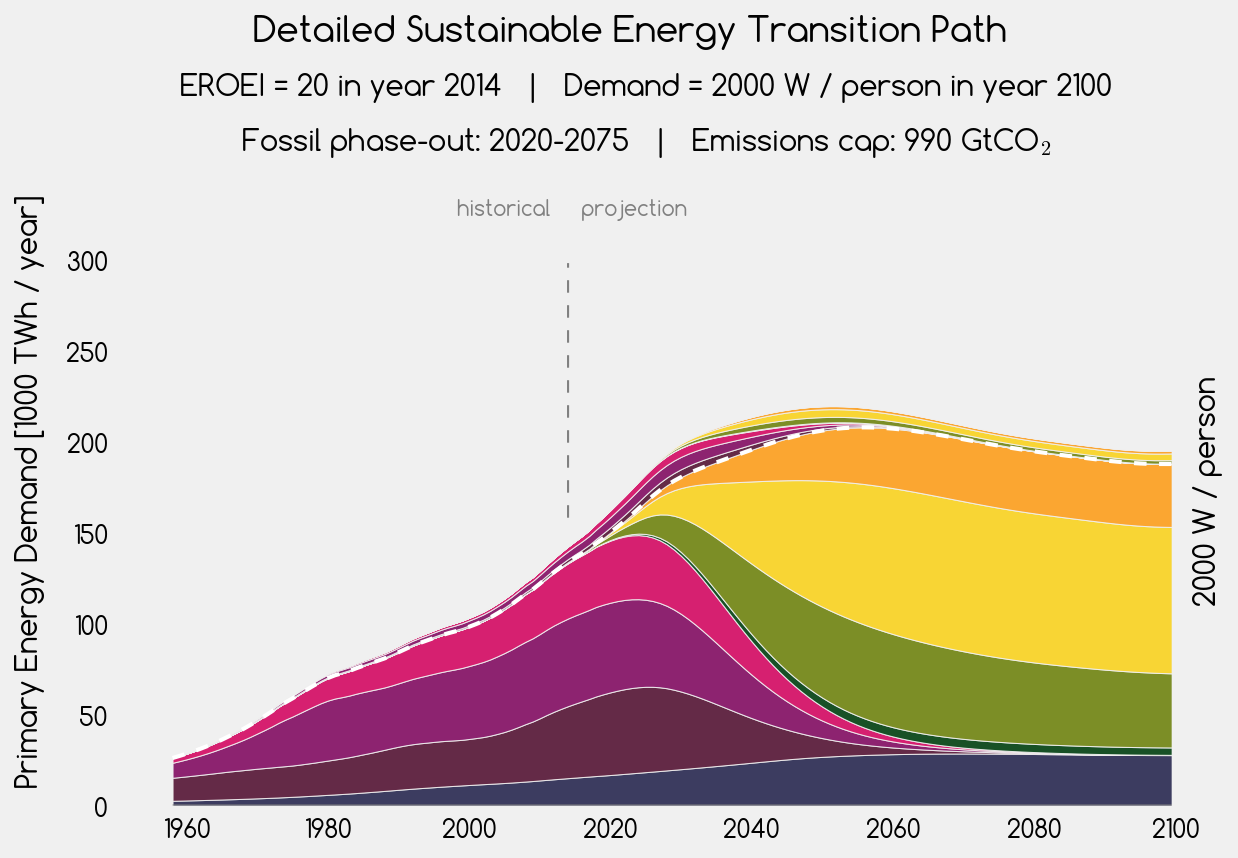 Detailed Sustainable Energy Transition Path
EROEI = 20 in year 2014 | Demand = 2000 W / person in year 2100
Fossil phase-out: 2020-2075 | Emissions cap: 990 GtCO₂
historical projection
Primary Energy Demand [1000 TWh / year]
300
250
200
150
100
50
0
2000 W / person
1960 1980 2000 2020 2040 2060 2080 2100